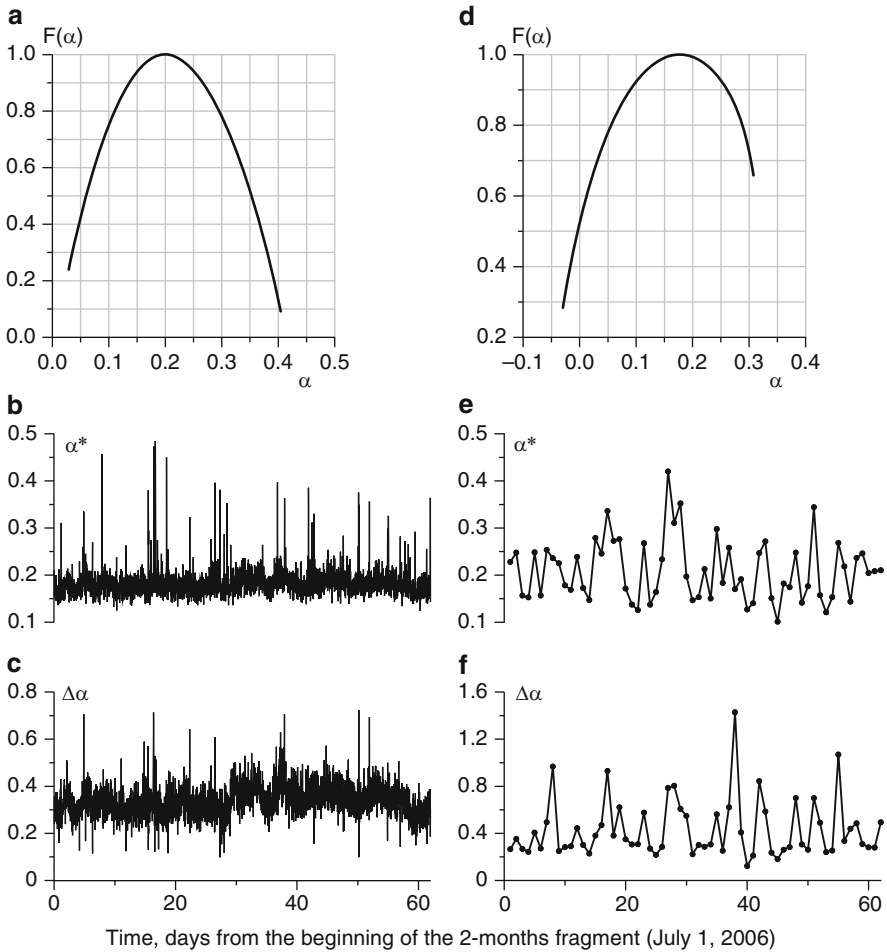 a
F(α)
1.0
0.8
0.6
0.4
0.2
0.0
0.0 0.1 0.2 0.3 0.4 0.5
α
d
F(α)
1.0
0.8
0.6
0.4
0.2
−0.1 0.0 0.1 0.2 0.3 0.4
α
b
α*
0.5
0.4
0.3
0.2
0.1
e
α*
0.5
0.4
0.3
0.2
0.1
c
Δα
0.8
0.6
0.4
0.2
0
0 20 40 60
f
Δα
1.6
1.2
0.8
0.4
0
0 20 40 60
Time, days from the beginning of the 2-months fragment (July 1, 2006)